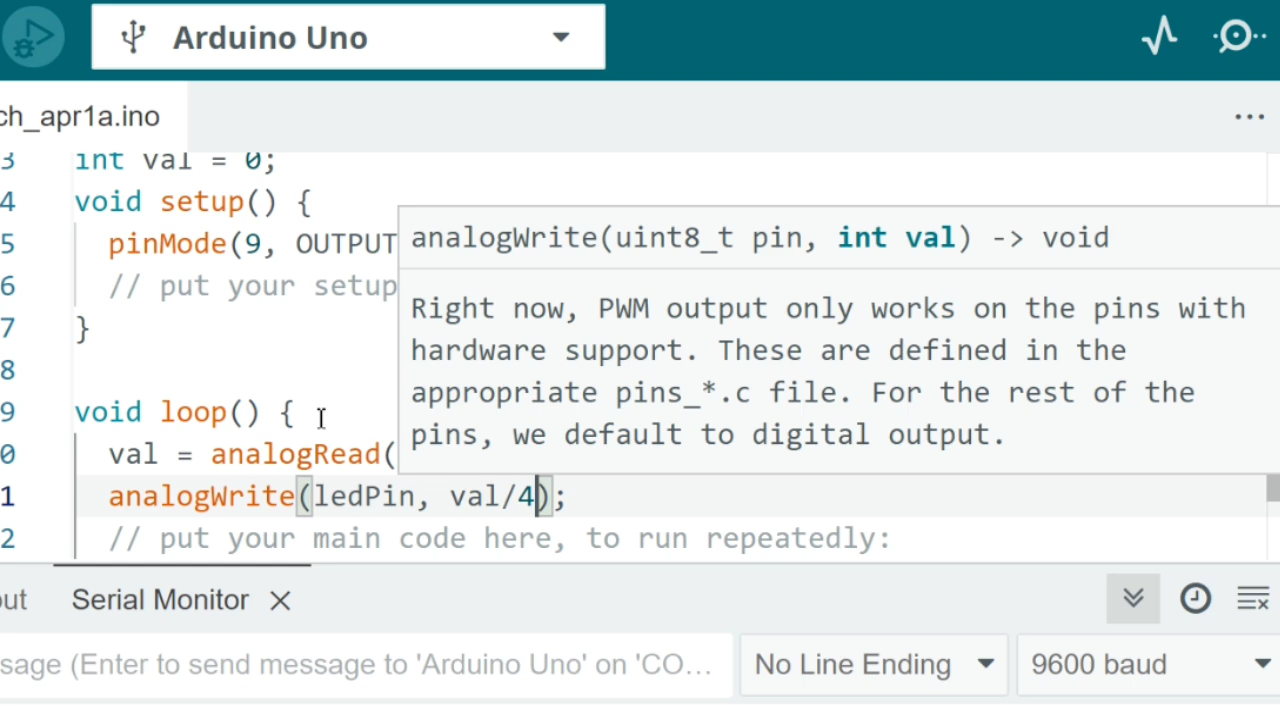 Arduino Uno
ch_apr1a.ino
3 int val = 0;
4 void setup() {
5 pinMode(9, OUTPUT
6 // put your setup
7 }
8
9 void loop() {
0 val = analogRead(
1 analogWrite(ledPin, val/4);
2 // put your main code here, to run repeatedly:
analogWrite(uint8_t pin, int val) -> void
Right now, PWM output only works on the pins with
hardware support. These are defined in the
appropriate pins_*.c file. For the rest of the
pins, we default to digital output.
out Serial Monitor
sage (Enter to send message to 'Arduino Uno' on 'CO... No Line Ending 9600 baud